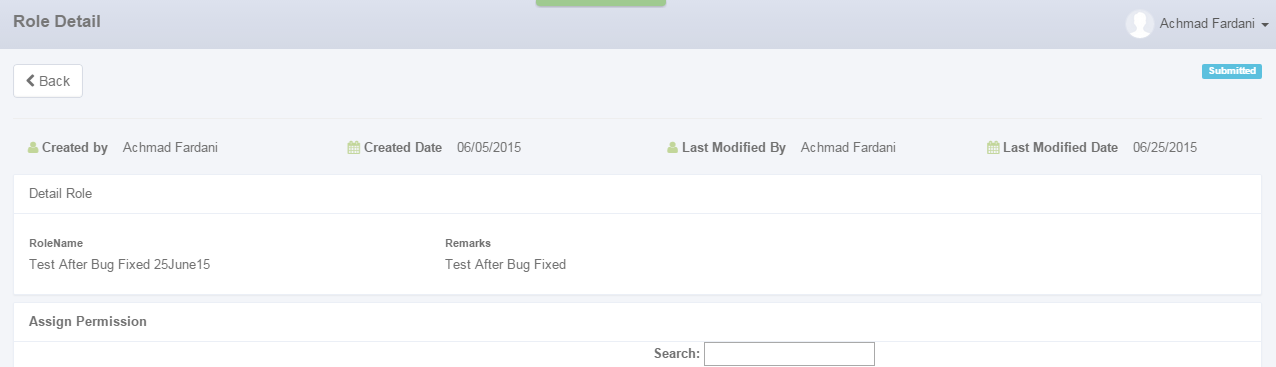 Role Detail
Achmad Fardani
Back
Submitted
Created by Achmad Fardani Created Date 06/05/2015 Last Modified By Achmad Fardani Last Modified Date 06/25/2015
Detail Role
RoleName Remarks
Test After Bug Fixed 25June15 Test After Bug Fixed
Assign Permission
Search: